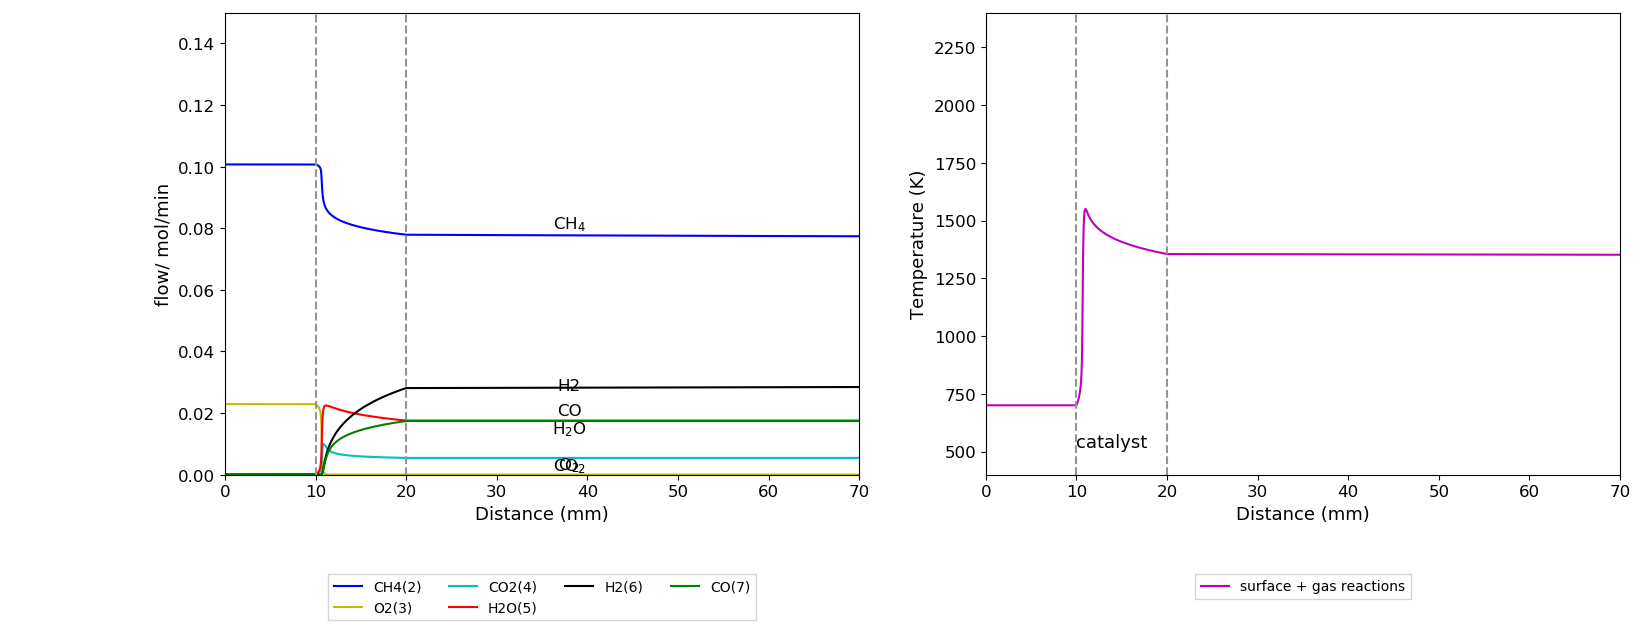 0.14
0.12
0.10
0.08
0.06
0.04
0.02
0.00
flow/ mol/min
CH₄
H2
CO
H₂O
O₂
CO₂
0 10 20 30 40 50 60 70
Distance (mm)
CH4(2) CO2(4) H2(6) CO(7)
O2(3) H2O(5)
2250
2000
1750
1500
1250
1000
750
500
Temperature (K)
catalyst
0 10 20 30 40 50 60 70
Distance (mm)
surface + gas reactions